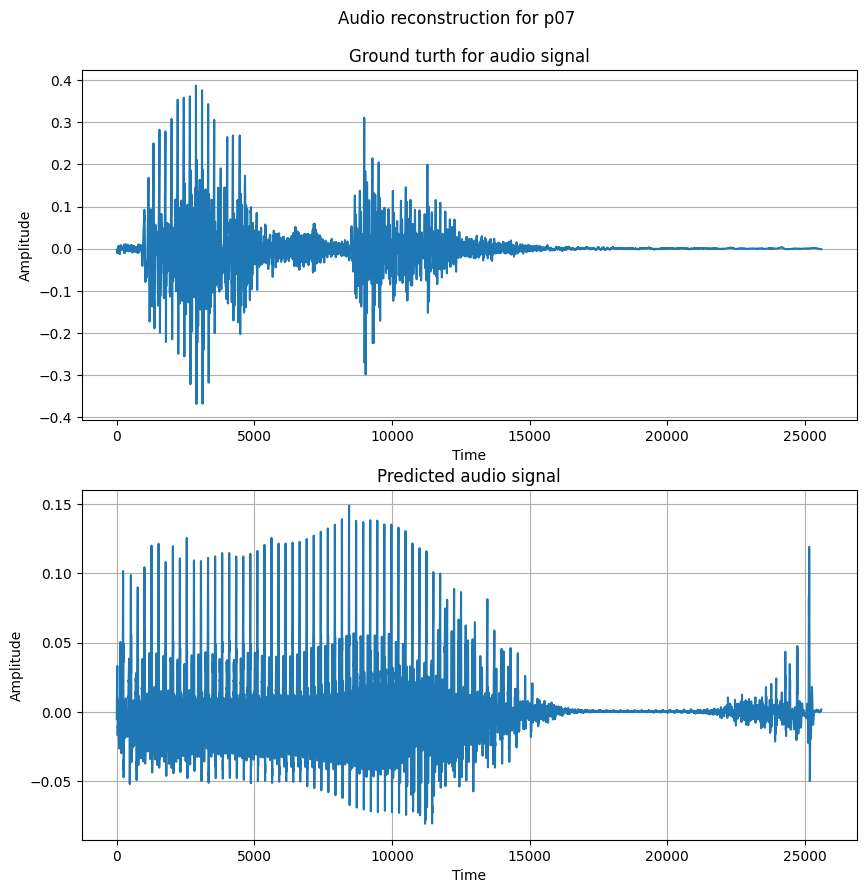 Audio reconstruction for p07
Ground turth for audio signal
0.4
0.3
0.2
0.1
0.0
−0.1
−0.2
−0.3
−0.4
Amplitude
0 5000 10000 15000 20000 25000
Time
Predicted audio signal
0.15
0.10
0.05
0.00
−0.05
Amplitude
0 5000 10000 15000 20000 25000
Time